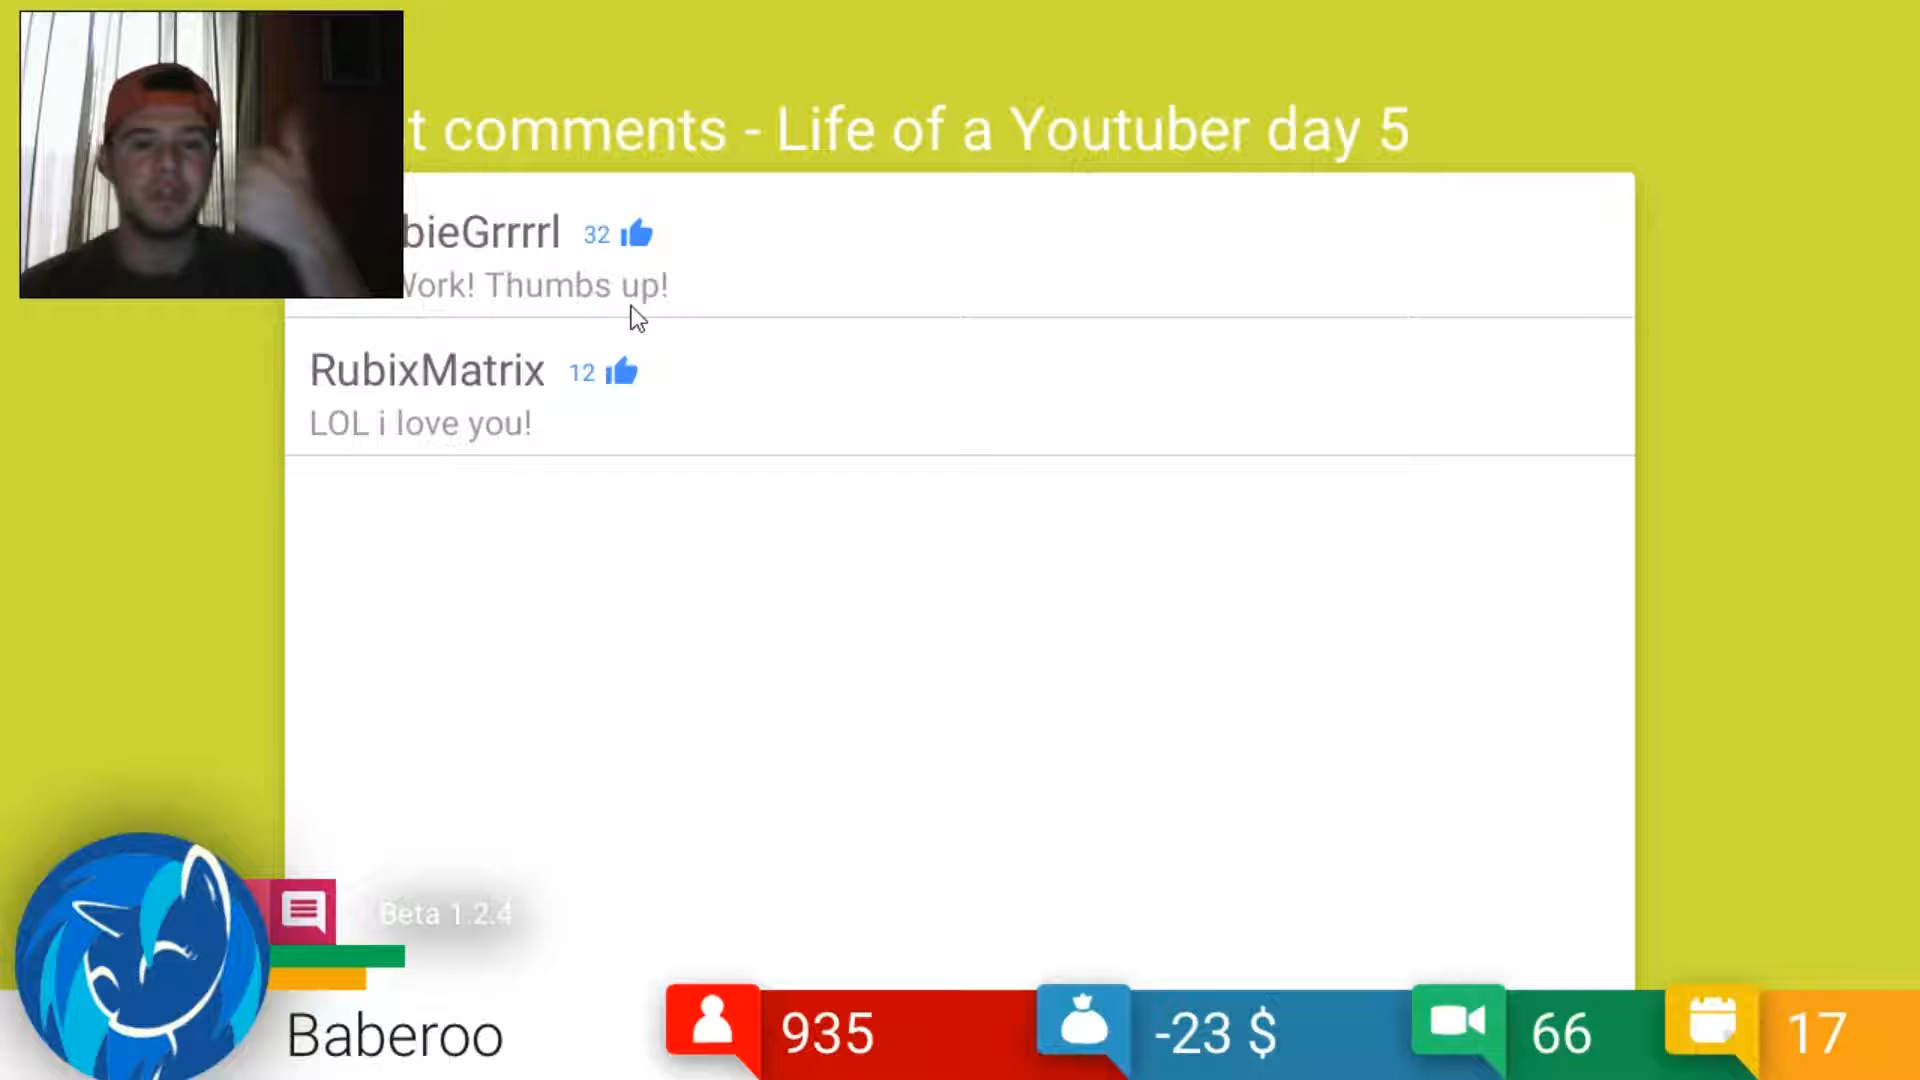 t comments - Life of a Youtuber day 5
bieGrrrrl 32
Work! Thumbs up!
RubixMatrix 12
LOL i love you!
Beta 1.2.4
Baberoo 935 -23 $ 66 17